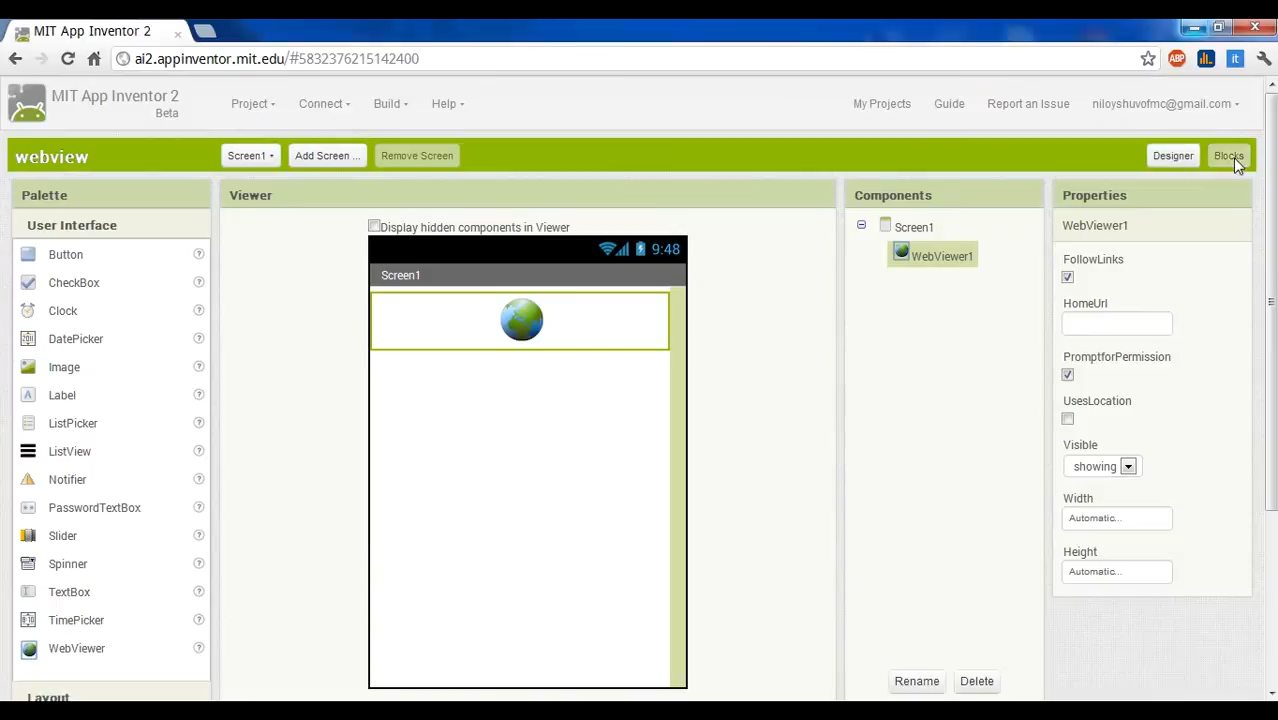 MIT App Inventor 2
ai2.appinventor.mit.edu/#5832376215142400
ABP
it
MIT App Inventor 2
Beta
Project
Connect
Build
Help
My Projects
Guide
Report an Issue
niloyshuvofmc@gmail.com
webview
Screen1
Add Screen ...
Remove Screen
Designer
Blocks
Palette
User Interface
Button
CheckBox
Clock
DatePicker
Image
Label
ListPicker
ListView
Notifier
PasswordTextBox
Slider
Spinner
TextBox
TimePicker
WebViewer
Layout
Viewer
Display hidden components in Viewer
9:48
Screen1
Components
Screen1
WebViewer1
Rename
Delete
Properties
WebViewer1
FollowLinks
HomeUrl
PromptforPermission
UsesLocation
Visible
showing
Width
Automatic...
Height
Automatic...